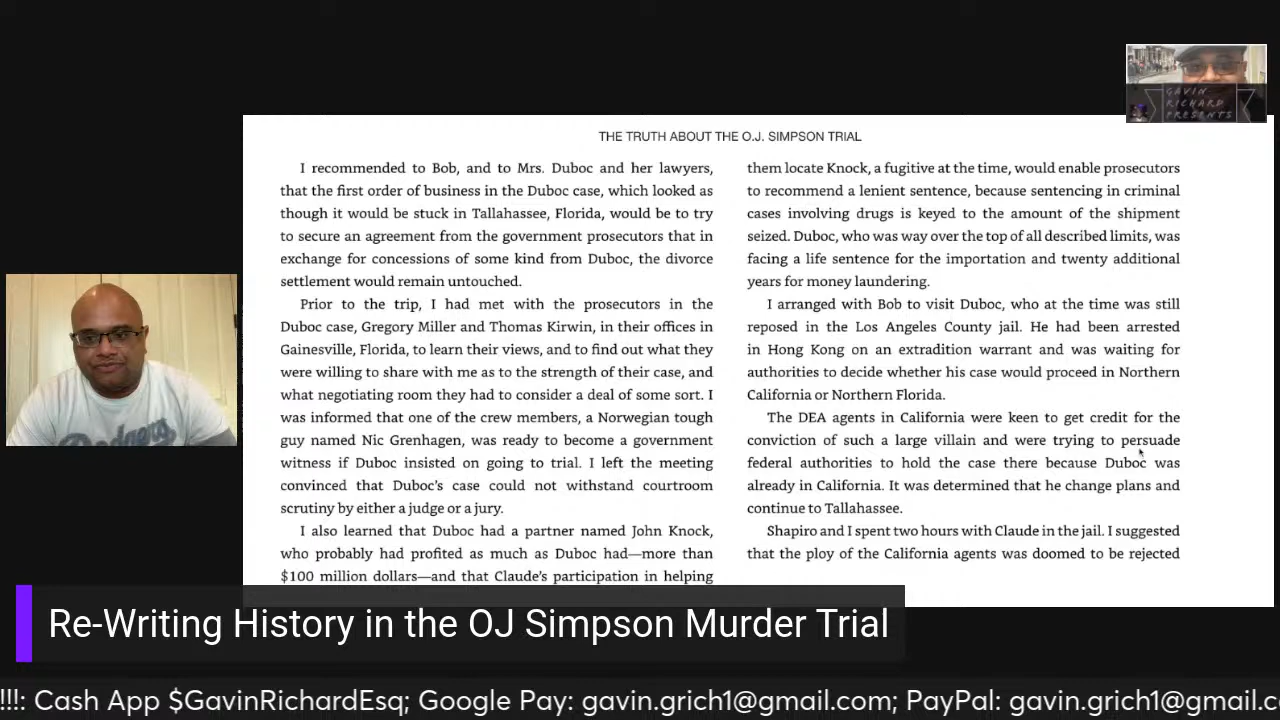 GAVIN
RICHARD
PRESENTS
THE TRUTH ABOUT THE O.J. SIMPSON TRIAL
I recommended to Bob, and to Mrs. Duboc and her lawyers,
that the first order of business in the Duboc case, which looked as
though it would be stuck in Tallahassee, Florida, would be to try
to secure an agreement from the government prosecutors that in
exchange for concessions of some kind from Duboc, the divorce
settlement would remain untouched.
Prior to the trip, I had met with the prosecutors in the
Duboc case, Gregory Miller and Thomas Kirwin, in their offices in
Gainesville, Florida, to learn their views, and to find out what they
were willing to share with me as to the strength of their case, and
what negotiating room they had to consider a deal of some sort. I
was informed that one of the crew members, a Norwegian tough
guy named Nic Grenhagen, was ready to become a government
witness if Duboc insisted on going to trial. I left the meeting
convinced that Duboc's case could not withstand courtroom
scrutiny by either a judge or a jury.
I also learned that Duboc had a partner named John Knock,
who probably had profited as much as Duboc had—more than
$100 million dollars—and that Claude's participation in helping
them locate Knock, a fugitive at the time, would enable prosecutors
to recommend a lenient sentence, because sentencing in criminal
cases involving drugs is keyed to the amount of the shipment
seized. Duboc, who was way over the top of all described limits, was
facing a life sentence for the importation and twenty additional
years for money laundering.
I arranged with Bob to visit Duboc, who at the time was still
reposed in the Los Angeles County jail. He had been arrested
in Hong Kong on an extradition warrant and was waiting for
authorities to decide whether his case would proceed in Northern
California or Northern Florida.
The DEA agents in California were keen to get credit for the
conviction of such a large villain and were trying to persuade
federal authorities to hold the case there because Duboc was
already in California. It was determined that he change plans and
continue to Tallahassee.
Shapiro and I spent two hours with Claude in the jail. I suggested
that the ploy of the California agents was doomed to be rejected
Dodgers
Re-Writing History in the OJ Simpson Murder Trial
!!!: Cash App $GavinRichardEsq; Google Pay: gavin.grich1@gmail.com; PayPal: gavin.grich1@gmail.c